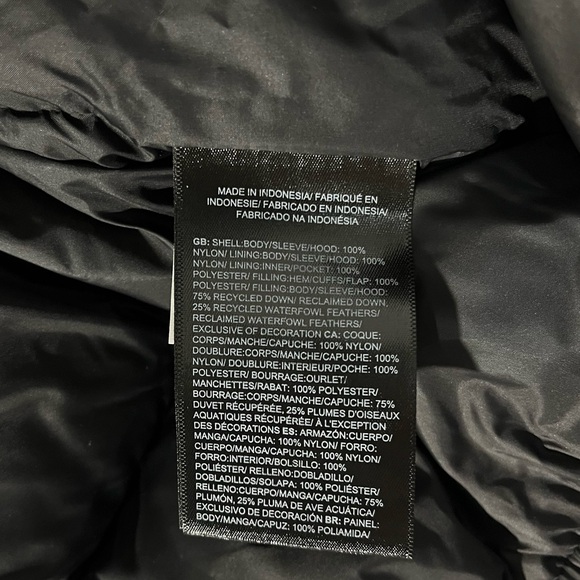 MADE IN INDONESIA/ FABRIQUÉ EN
INDONESIE/ FABRICADO EN INDONESIA/
FABRICADO NA INDONÉSIA
GB: SHELL:BODY/SLEEVE/HOOD: 100%
NYLON/ LINING:BODY/SLEEVE/HOOD: 100%
NYLON/ LINING:INNER/POCKET: 100%
POLYESTER/ FILLING:HEM/CUFFS/FLAP: 100%
POLYESTER/ FILLING:BODY/SLEEVE/HOOD:
75% RECYCLED DOWN/ RECLAIMED DOWN,
25% RECYCLED WATERFOWL FEATHERS/
RECLAIMED WATERFOWL FEATHERS/
EXCLUSIVE OF DECORATION CA: COQUE:
CORPS/MANCHE/CAPUCHE: 100% NYLON/
DOUBLURE:CORPS/MANCHE/CAPUCHE: 100%
NYLON/ DOUBLURE:INTERIEUR/POCHE: 100%
POLYESTER/ BOURRAGE:OURLET/
MANCHETTES/RABAT: 100% POLYESTER/
BOURRAGE:CORPS/MANCHE/CAPUCHE: 75%
DUVET RÉCUPÉRÉE, 25% PLUMES D'OISEAUX
AQUATIQUES RÉCUPÉRÉE/ À L'EXCEPTION
DES DÉCORATIONS ES: ARMAZÓN:CUERPO/
MANGA/CAPUCHA: 100% NYLON/ FORRO:
CUERPO/MANGA/CAPUCHA: 100% NYLON/
FORRO:INTERIOR/BOLSILLO: 100%
POLIÉSTER/ RELLENO:DOBLADILLO/
DOBLADILLOS/SOLAPA: 100% POLIÉSTER/
RELLENO:CUERPO/MANGA/CAPUCHA: 75%
PLUMÓN, 25% PLUMA DE AVE ACUÁTICA/
EXCLUSIVO DE DECORACIÓN BR: PAINEL:
BODY/MANGA/CAPUZ: 100% POLIAMIDA/